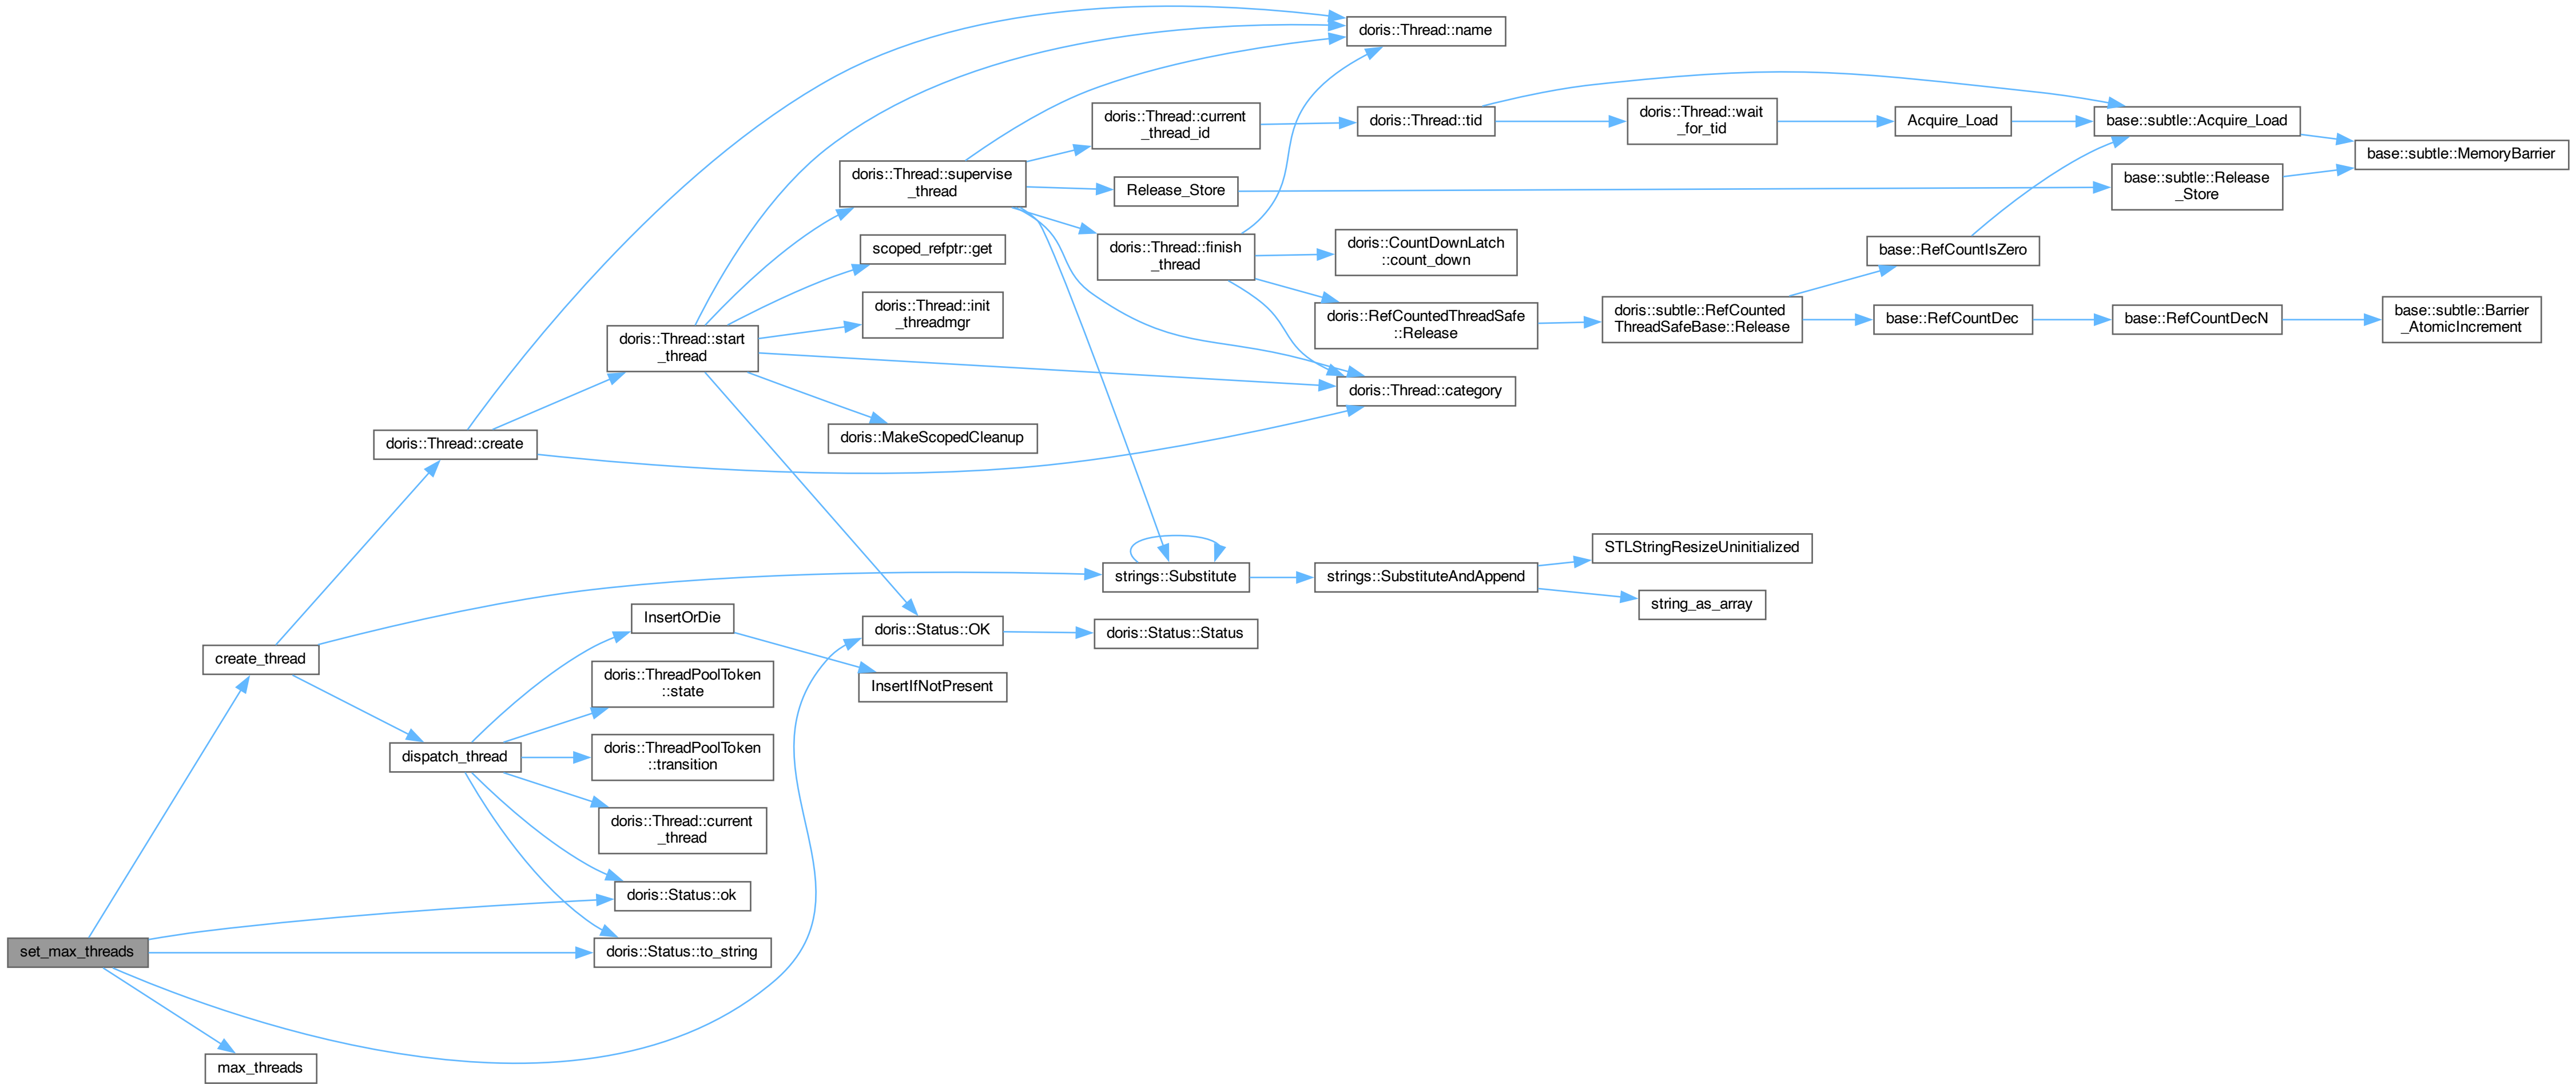 doris::Thread::name
doris::Thread::current
_thread_id
doris::Thread::tid
doris::Thread::wait
_for_tid
Acquire_Load
base::subtle::Acquire_Load
base::subtle::MemoryBarrier
doris::Thread::supervise
_thread
Release_Store
base::subtle::Release
_Store
scoped_refptr::get
doris::Thread::finish
_thread
doris::CountDownLatch
::count_down
base::RefCountIsZero
doris::Thread::init
_threadmgr
doris::RefCountedThreadSafe
::Release
doris::subtle::RefCounted
ThreadSafeBase::Release
base::RefCountDec
base::RefCountDecN
base::subtle::Barrier
_AtomicIncrement
doris::Thread::start
_thread
doris::Thread::category
doris::Thread::create
doris::MakeScopedCleanup
strings::Substitute
strings::SubstituteAndAppend
STLStringResizeUninitialized
string_as_array
InsertOrDie
doris::Status::OK
doris::Status::Status
create_thread
doris::ThreadPoolToken
::state
InsertIfNotPresent
dispatch_thread
doris::ThreadPoolToken
::transition
doris::Thread::current
_thread
doris::Status::ok
set_max_threads
doris::Status::to_string
max_threads